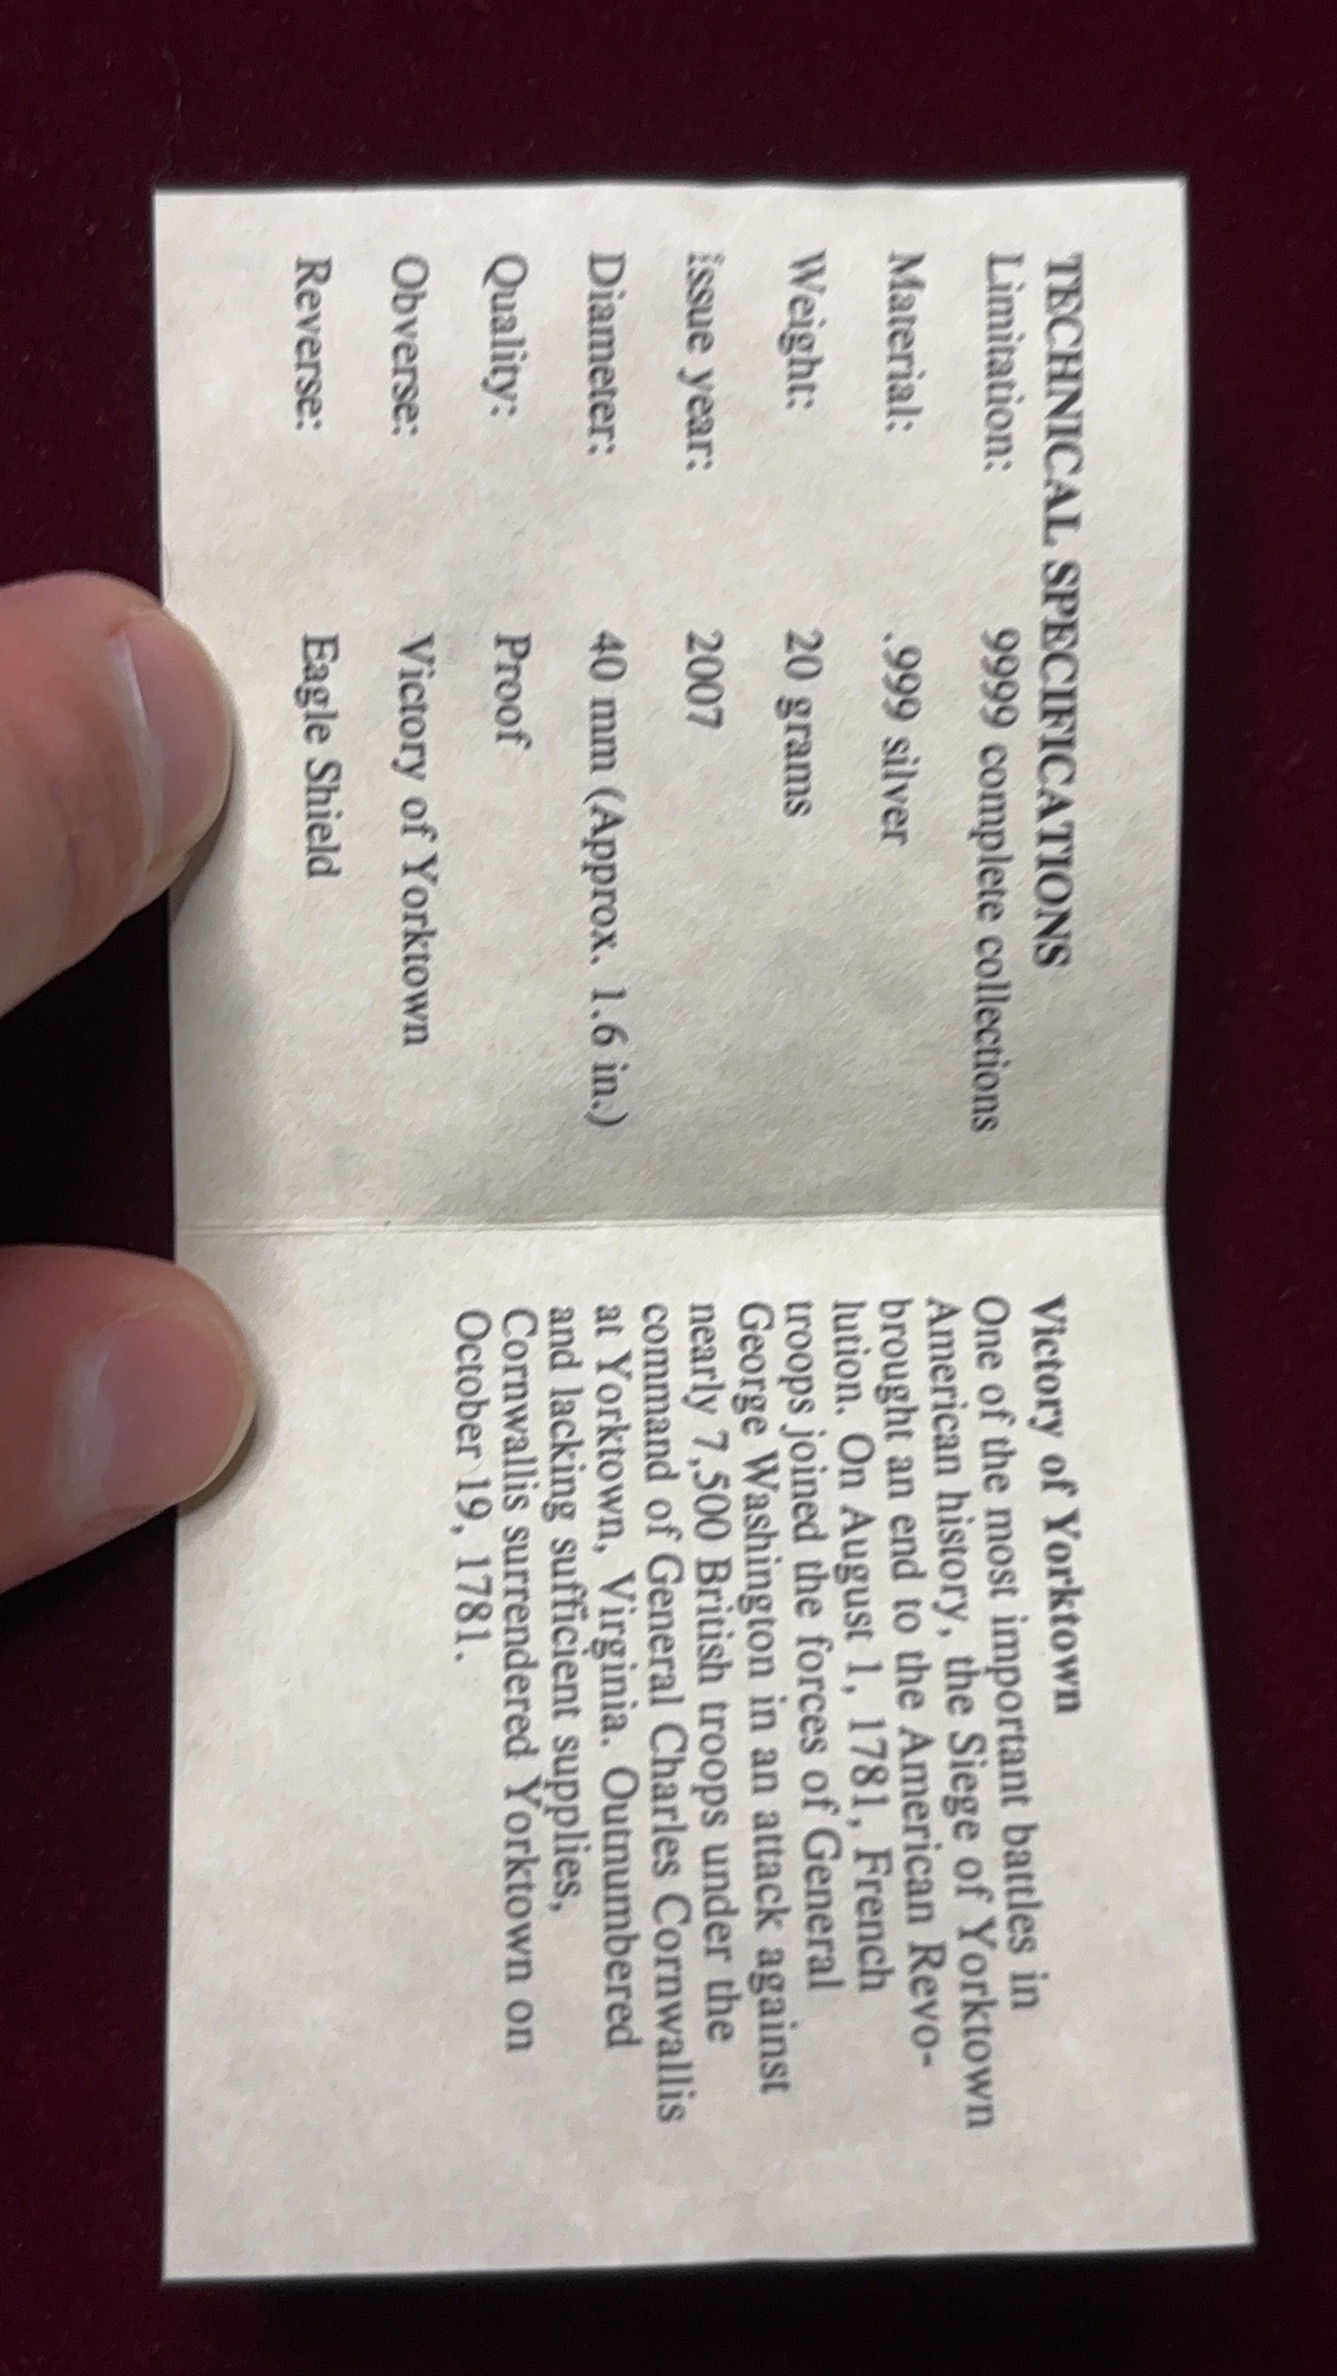 TECHNICAL SPECIFICATIONS
Limitation: 9999 complete collections
Material: .999 silver
Weight: 20 grams
issue year: 2007
Diameter: 40 mm (Approx. 1.6 in.)
Quality: Proof
Obverse: Victory of Yorktown
Reverse: Eagle Shield
Victory of Yorktown
One of the most important battles in
American history, the Siege of Yorktown
brought an end to the American Revo-
lution. On August 1, 1781, French
troops joined the forces of General
George Washington in an attack against
nearly 7,500 British troops under the
command of General Charles Cornwallis
at Yorktown, Virginia. Outnumbered
and lacking sufficient supplies,
Cornwallis surrendered Yorktown on
October 19, 1781.